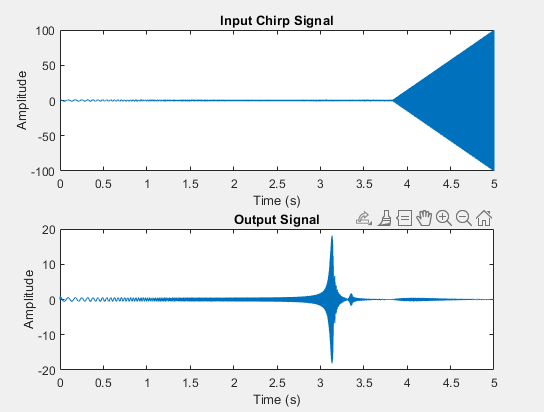 Input Chirp Signal
100
50
0
-50
-100
Amplitude
0 0.5 1 1.5 2 2.5 3 3.5 4 4.5 5
Time (s)
Output Signal
20
10
0
-10
-20
Amplitude
0 0.5 1 1.5 2 2.5 3 3.5 4 4.5 5
Time (s)